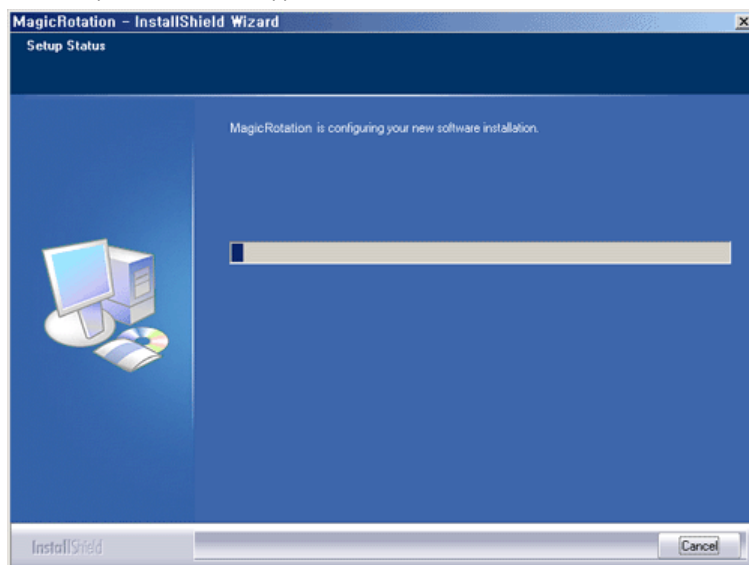 MagicRotation - InstallShield Wizard
Setup Status
MagicRotation is configuring your new software installation.
InstallShield
Cancel